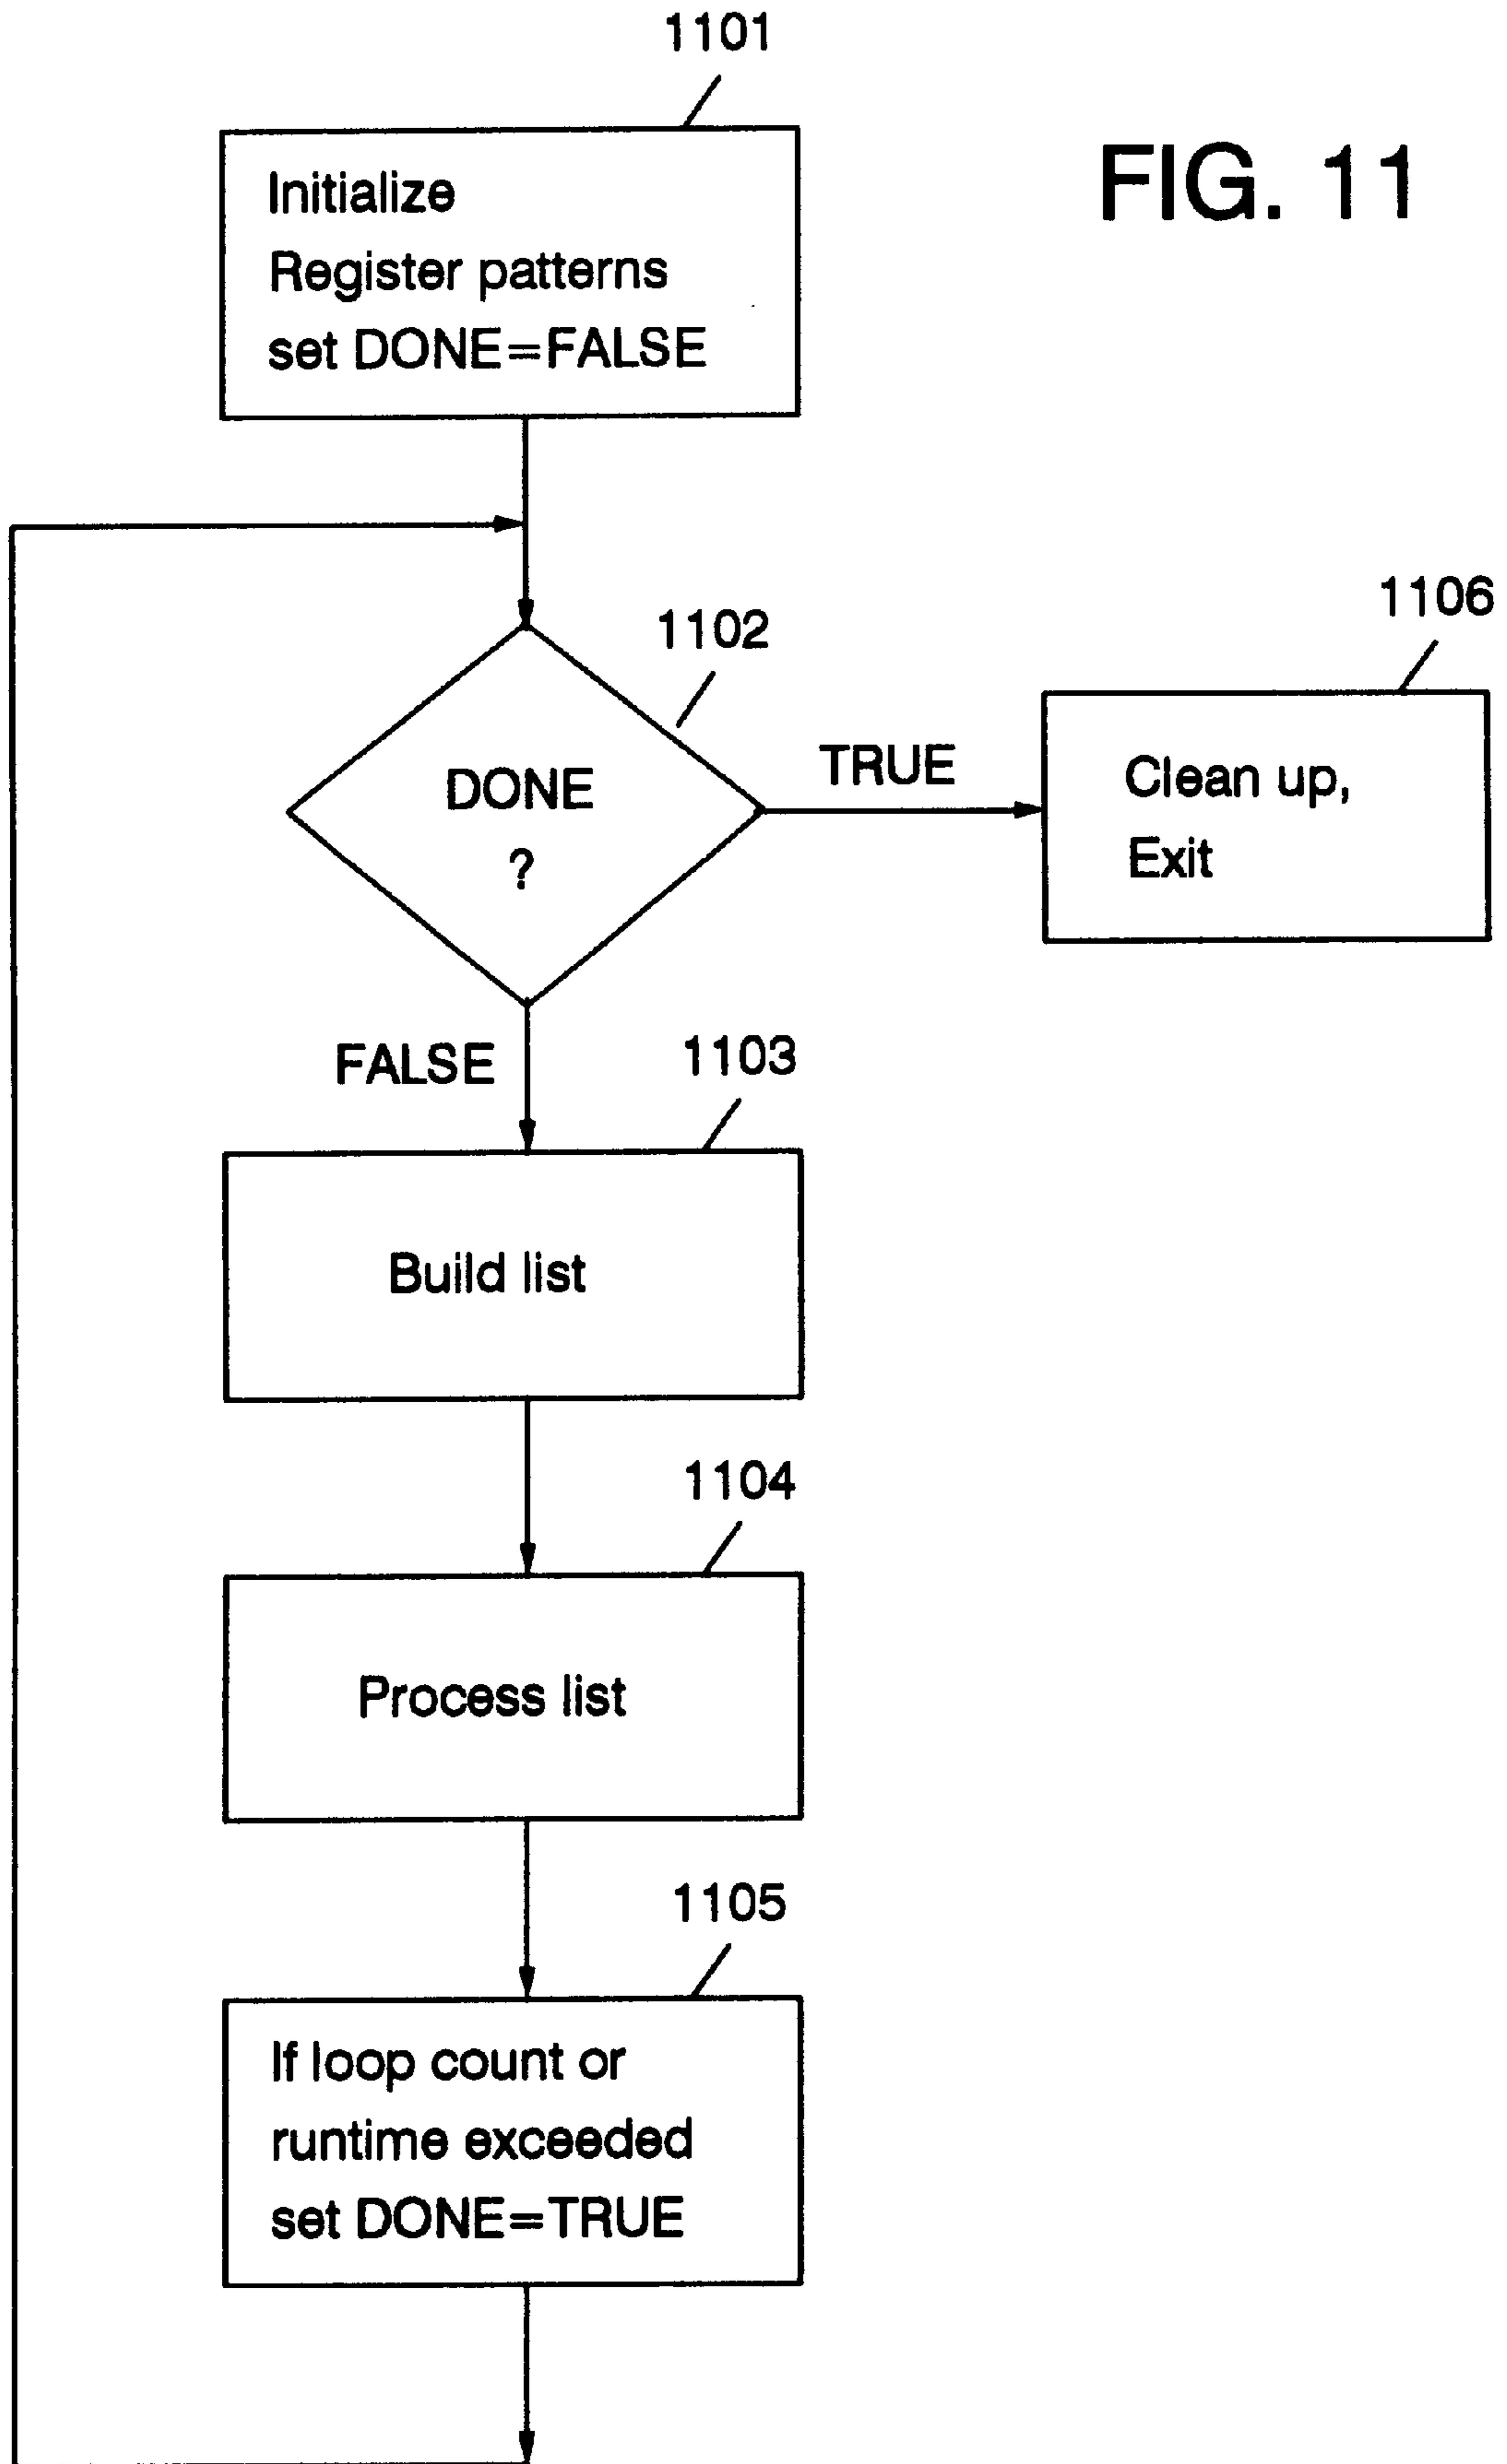 1101
FIG. 11
Initialize
Register patterns
set DONE=FALSE
1102
1106
DONE
?
TRUE
Clean up,
Exit
FALSE
1103
Build list
1104
Process list
1105
If loop count or
runtime exceeded
set DONE=TRUE